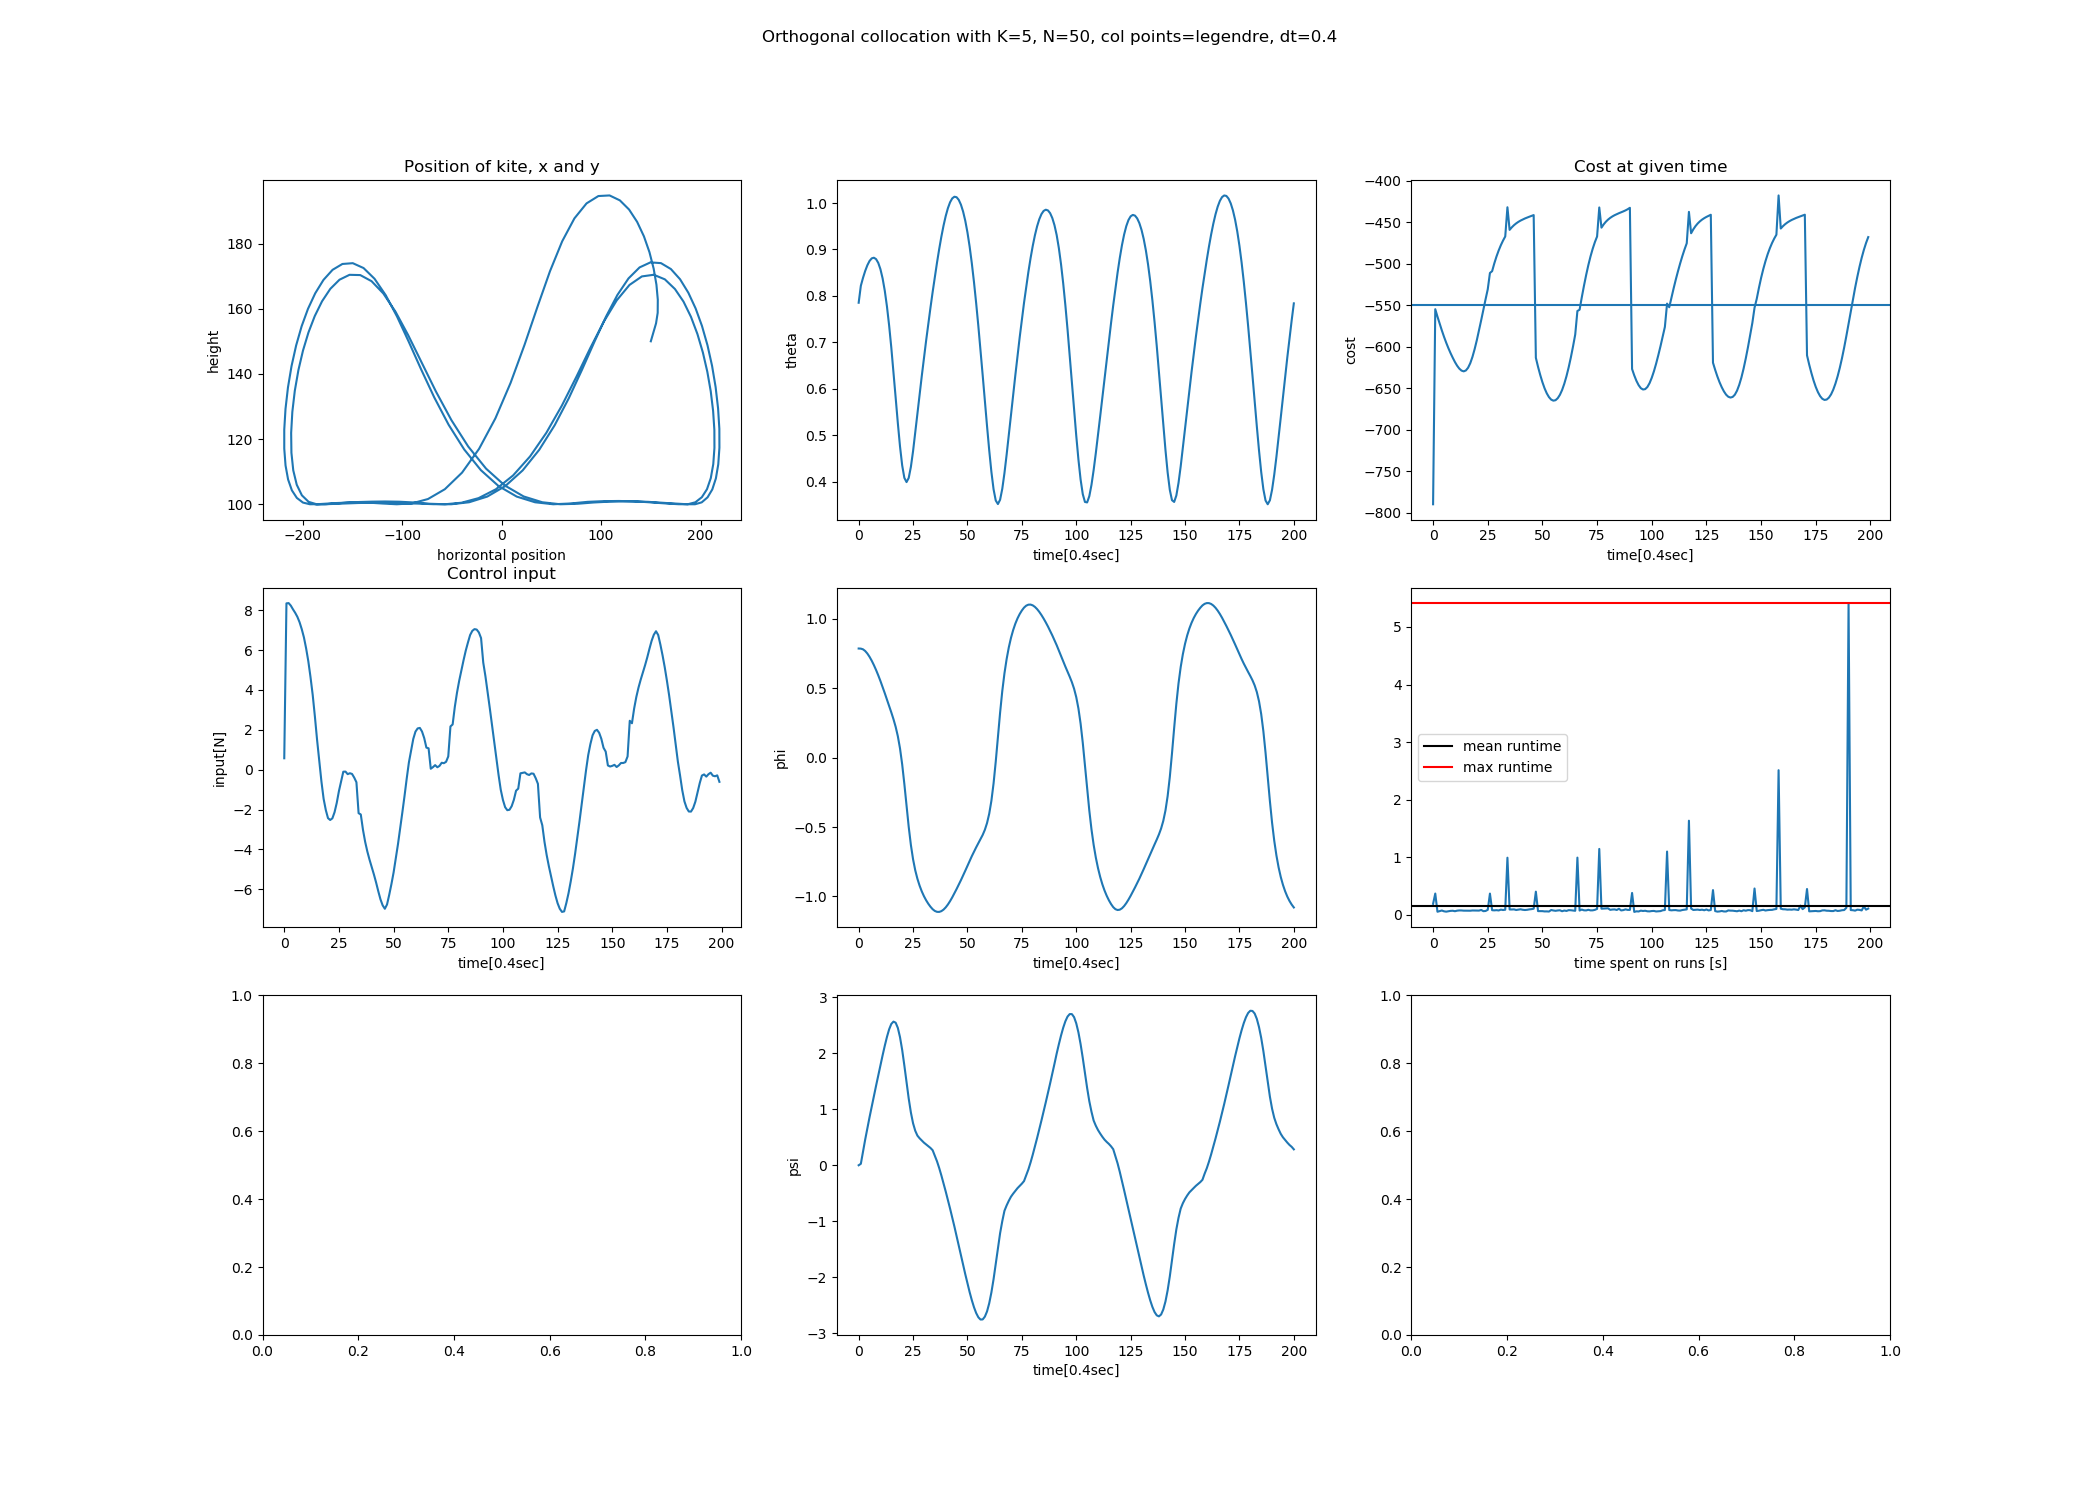 Orthogonal collocation with K=5, N=50, col points=legendre, dt=0.4
Position of kite, x and y
180
160
140
120
100
height
−200 −100 0 100 200
horizontal position
1.0
0.9
0.8
0.7
0.6
0.5
0.4
theta
0 25 50 75 100 125 150 175 200
time[0.4sec]
Cost at given time
−400
−450
−500
−550
−600
−650
−700
−750
−800
cost
0 25 50 75 100 125 150 175 200
time[0.4sec]
Control input
8
6
4
2
0
−2
−4
−6
input[N]
0 25 50 75 100 125 150 175 200
time[0.4sec]
1.0
0.5
0.0
−0.5
−1.0
phi
0 25 50 75 100 125 150 175 200
time[0.4sec]
5
4
3
2
1
0
mean runtime
max runtime
0 25 50 75 100 125 150 175 200
time spent on runs [s]
1.0
0.8
0.6
0.4
0.2
0.0
0.0 0.2 0.4 0.6 0.8 1.0
3
2
1
0
−1
−2
−3
psi
0 25 50 75 100 125 150 175 200
time[0.4sec]
1.0
0.8
0.6
0.4
0.2
0.0
0.0 0.2 0.4 0.6 0.8 1.0